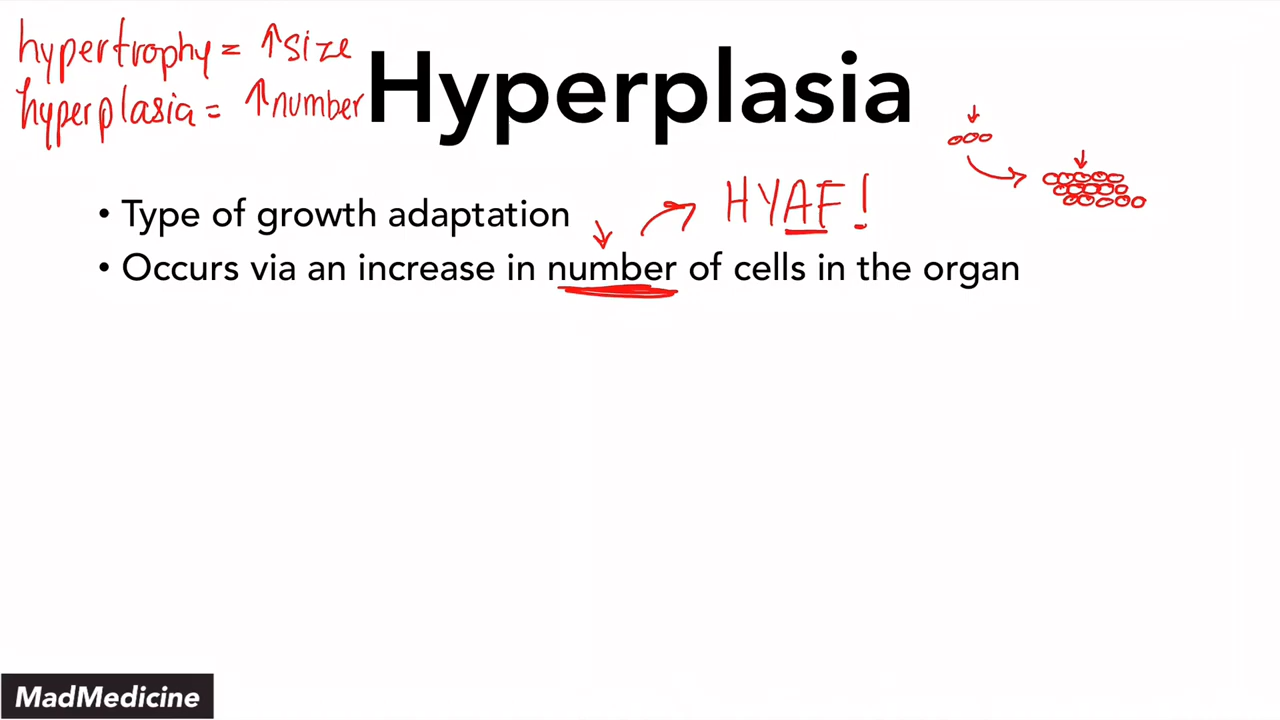 hypertrophy = ↑size
hyperplasia = ↑number
Hyperplasia
• Type of growth adaptation
HYAF!
• Occurs via an increase in number of cells in the organ
MadMedicine